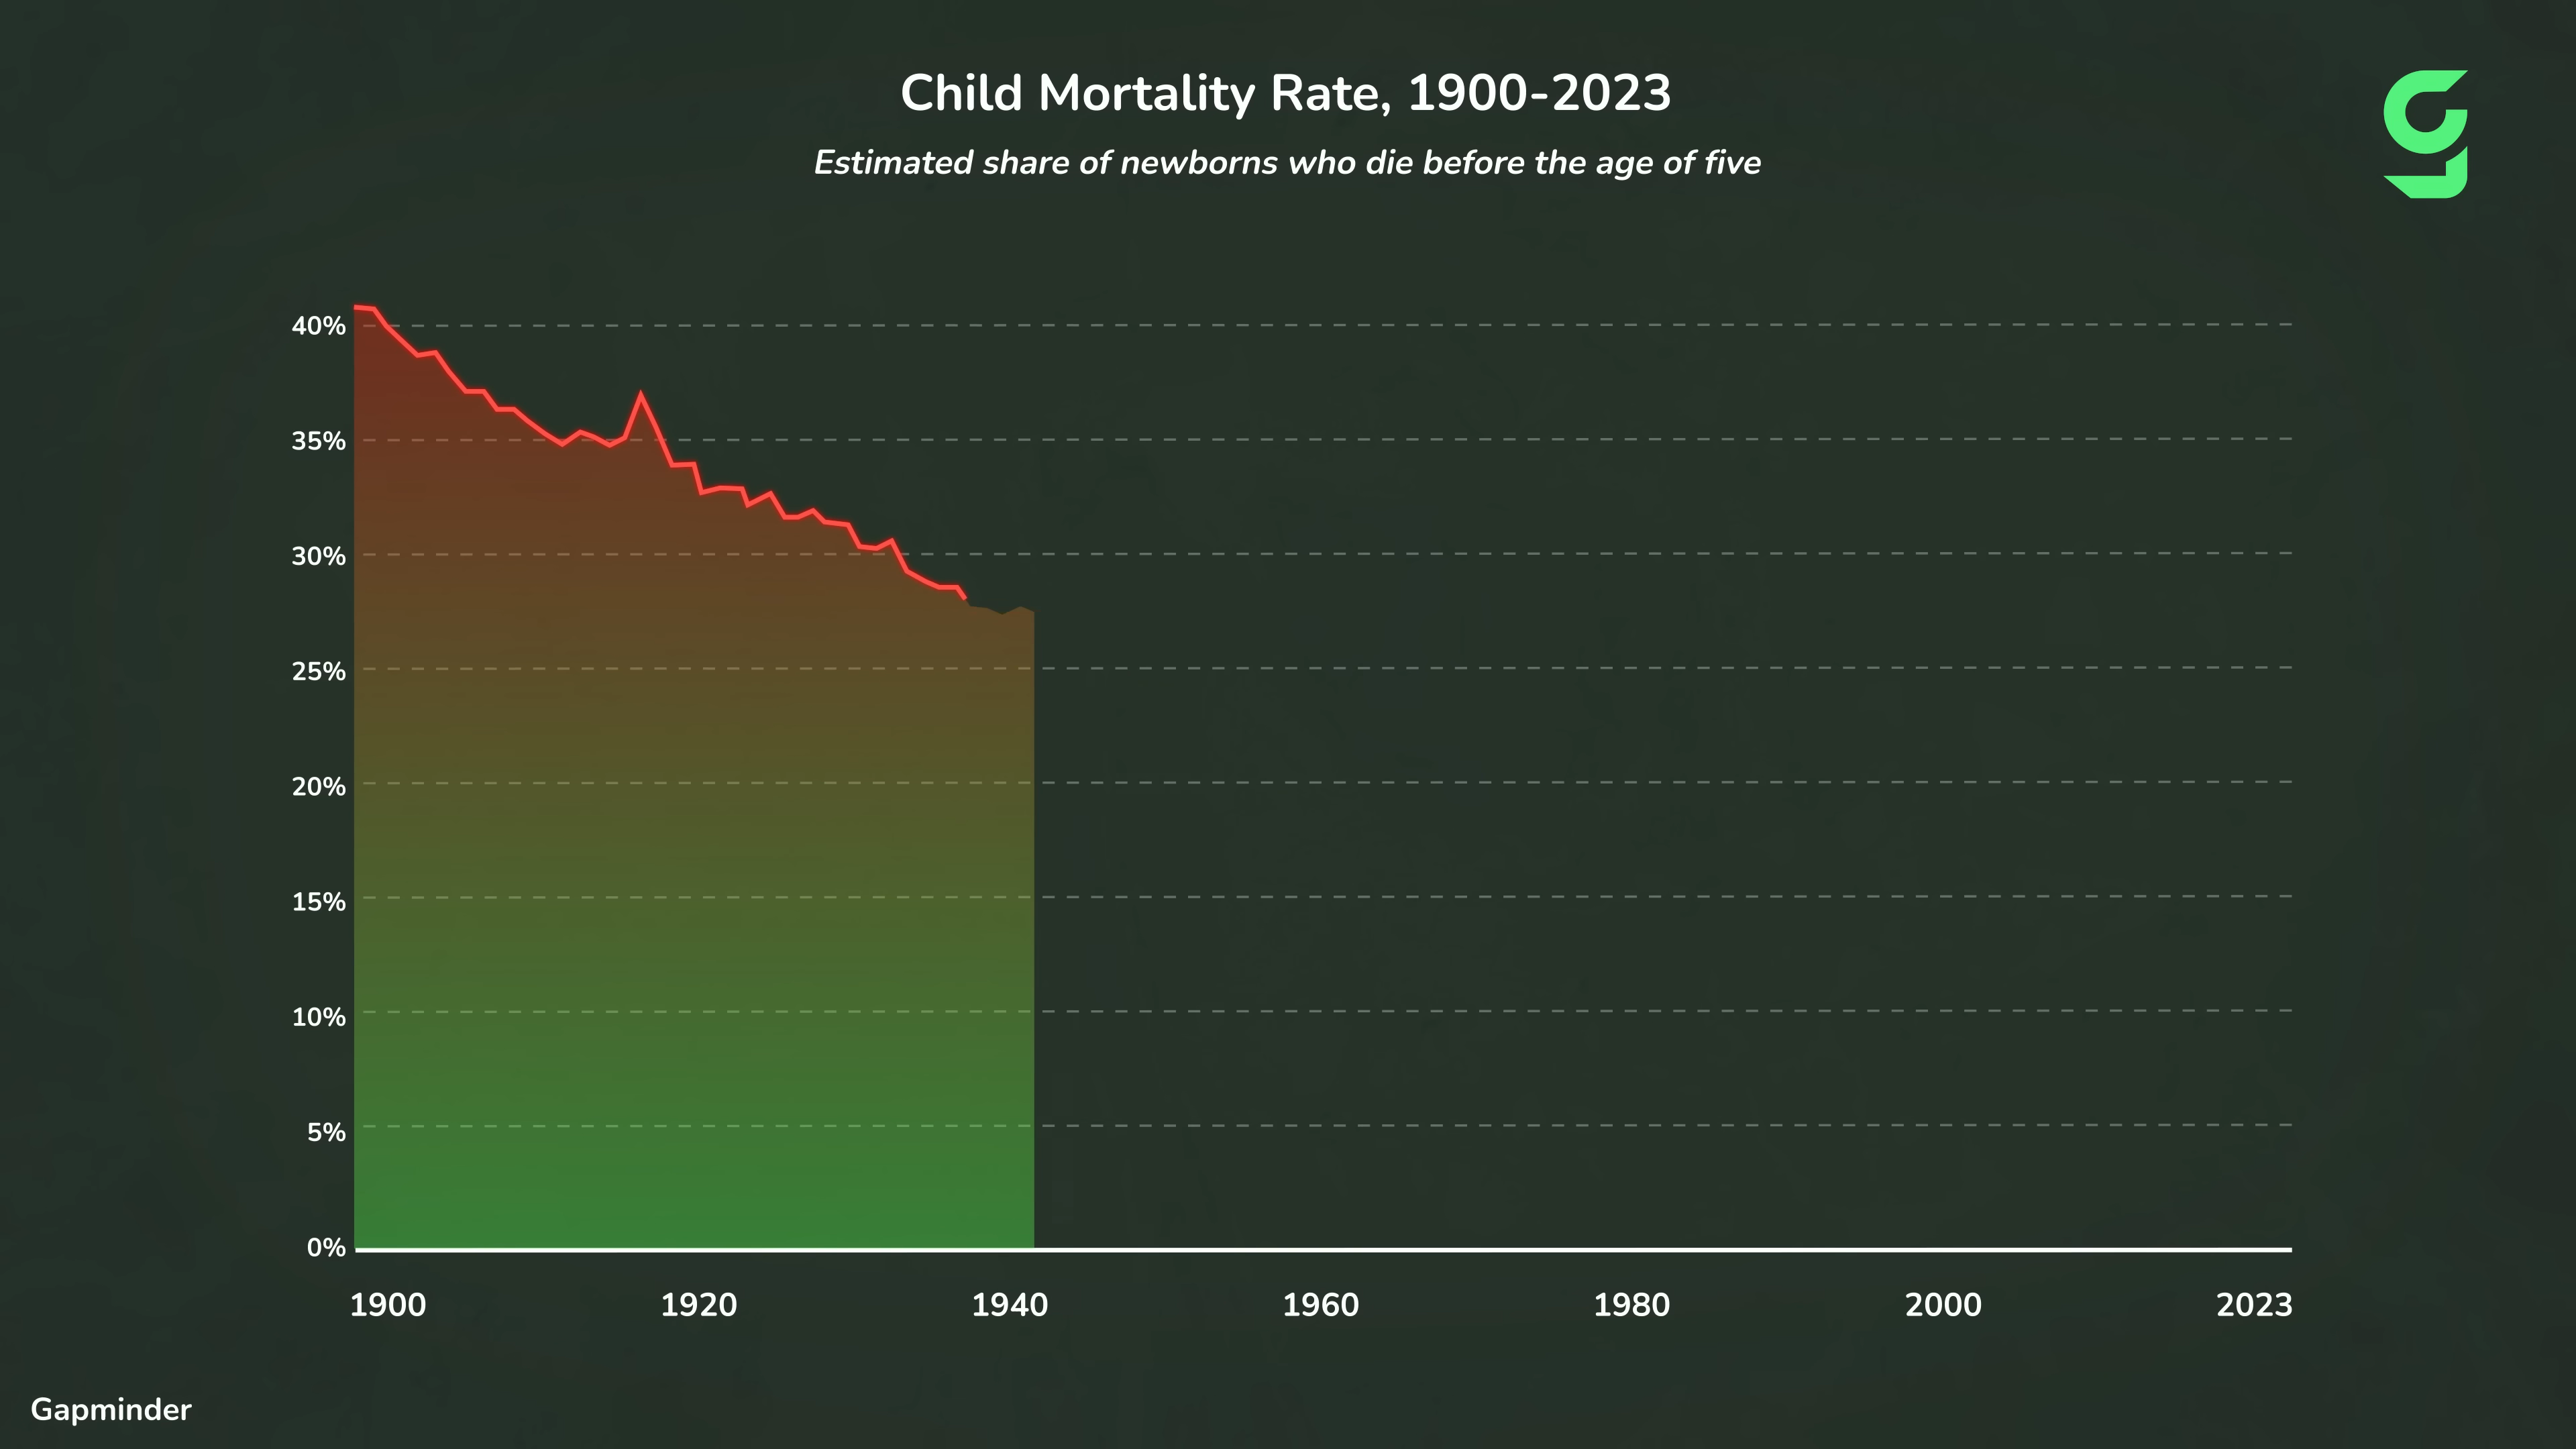 Child Mortality Rate, 1900-2023
Estimated share of newborns who die before the age of five
40%
35%
30%
25%
20%
15%
10%
5%
0%
1900 1920 1940 1960 1980 2000 2023
Gapminder